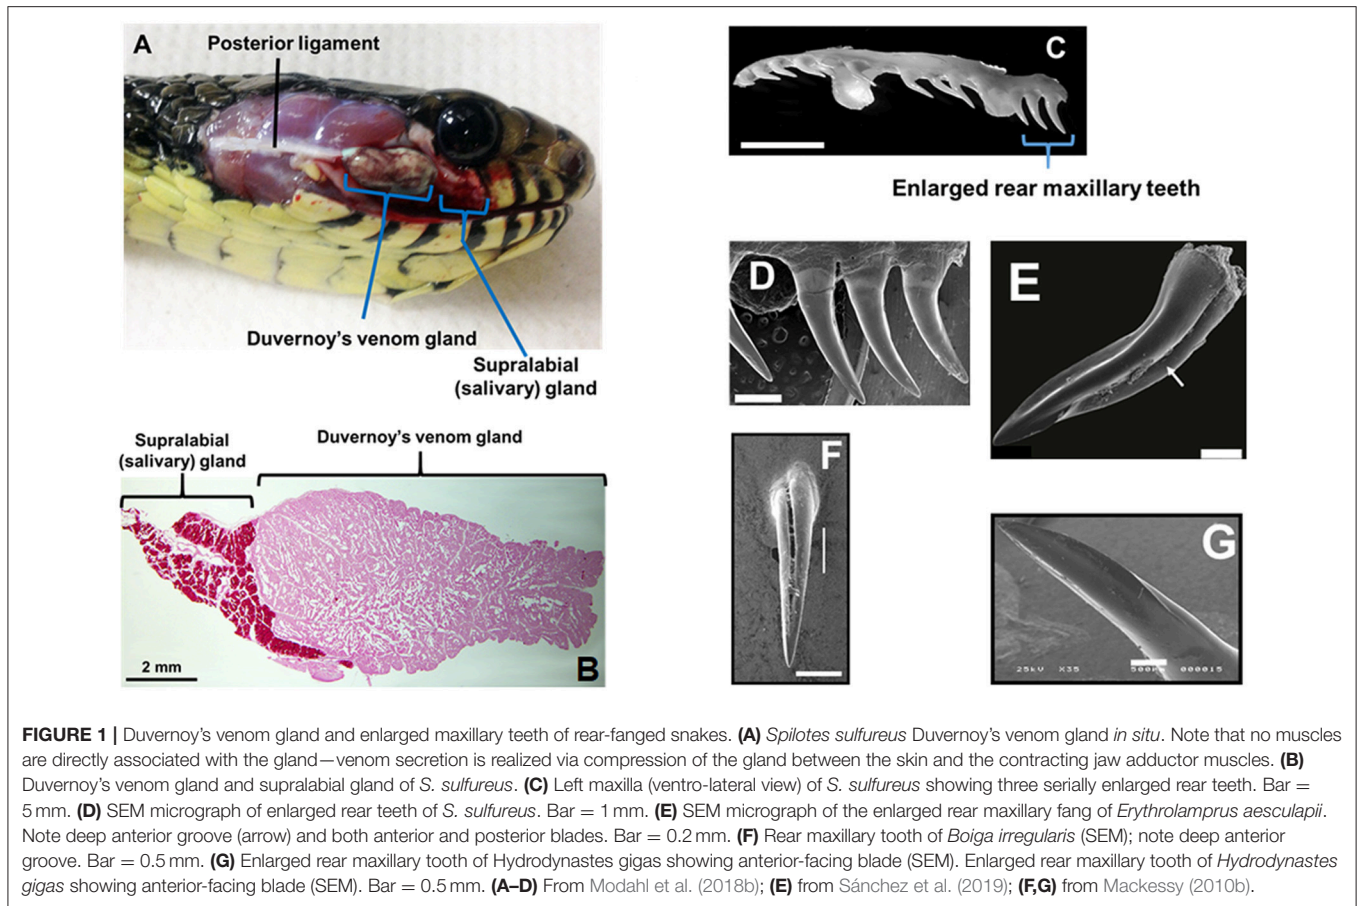 A
Posterior ligament
Duvernoy’s venom gland
Supralabial
(salivary) gland
Supralabial
(salivary) gland
Duvernoy’s venom gland
2 mm
B
C
Enlarged rear maxillary teeth
D
E
F
G
25kV X35 500µm 000015
FIGURE 1 | Duvernoy’s venom gland and enlarged maxillary teeth of rear-fanged snakes. (A) Spilotes sulfureus Duvernoy’s venom gland in situ. Note that no muscles
are directly associated with the gland—venom secretion is realized via compression of the gland between the skin and the contracting jaw adductor muscles. (B)
Duvernoy’s venom gland and supralabial gland of S. sulfureus. (C) Left maxilla (ventro-lateral view) of S. sulfureus showing three serially enlarged rear teeth. Bar =
5 mm. (D) SEM micrograph of enlarged rear teeth of S. sulfureus. Bar = 1 mm. (E) SEM micrograph of the enlarged rear maxillary fang of Erythrolamprus aesculapii.
Note deep anterior groove (arrow) and both anterior and posterior blades. Bar = 0.2 mm. (F) Rear maxillary tooth of Boiga irregularis (SEM); note deep anterior
groove. Bar = 0.5 mm. (G) Enlarged rear maxillary tooth of Hydrodynastes gigas showing anterior-facing blade (SEM). Enlarged rear maxillary tooth of Hydrodynastes
gigas showing anterior-facing blade (SEM). Bar = 0.5 mm. (A–D) From Modahl et al. (2018b); (E) from Sánchez et al. (2019); (F,G) from Mackessy (2010b).